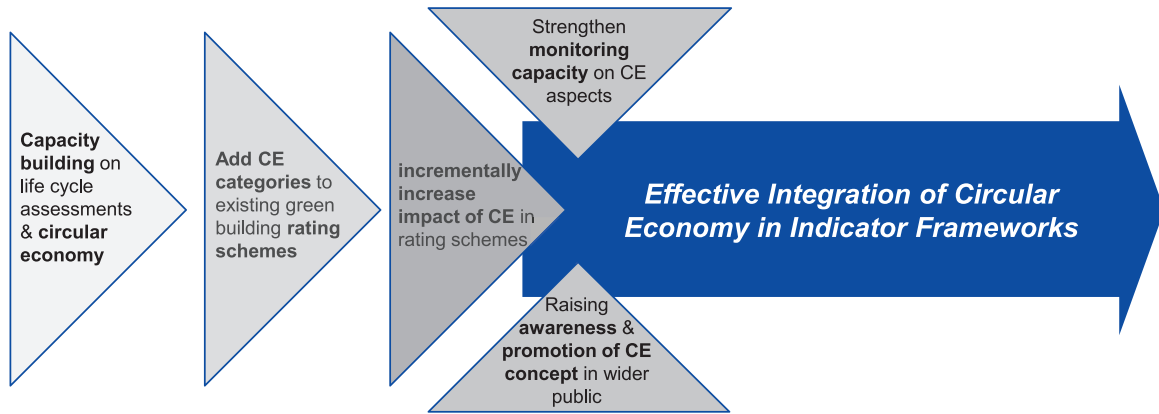 Capacity
building on
life cycle
assessments
& circular
economy
Add CE
categories to
existing green
building rating
schemes
incrementally
increase
impact of CE in
rating schemes
Strengthen
monitoring
capacity on CE
aspects
Raising
awareness &
promotion of CE
concept in wider
public
Effective Integration of Circular
Economy in Indicator Frameworks